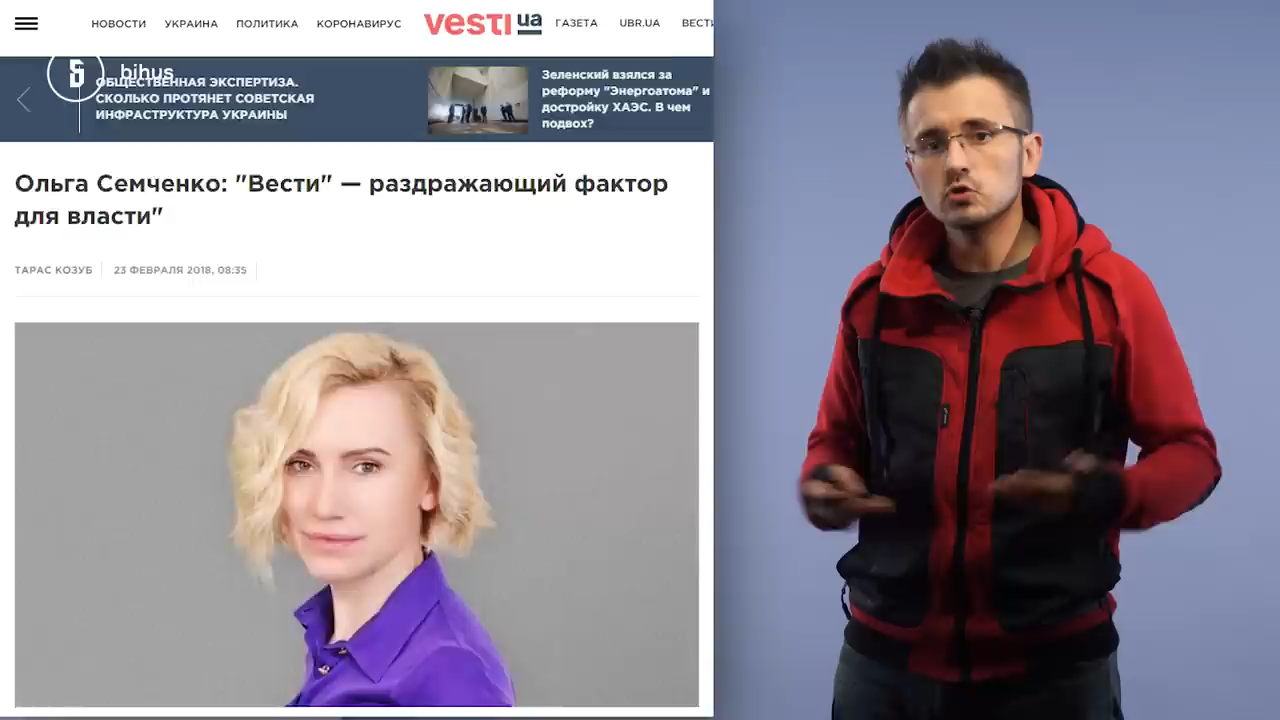 НОВОСТИ УКРАИНА ПОЛИТИКА КОРОНАВИРУС vesti ua ГАЗЕТА UBR.UA
bihus
ОБЩЕСТВЕННАЯ ЭКСПЕРТИЗА.
СКОЛЬКО ПРОТЯНЕТ СОВЕТСКАЯ
ИНФРАСТРУКТУРА УКРАИНЫ
Зеленский взялся за
реформу "Энергоатома" и
достройку ХАЭС. В чем
подвох?
Ольга Семченко: "Вести" — раздражающий фактор
для власти"
ТАРАС КОЗУБ 23 ФЕВРАЛЯ 2018, 08:35